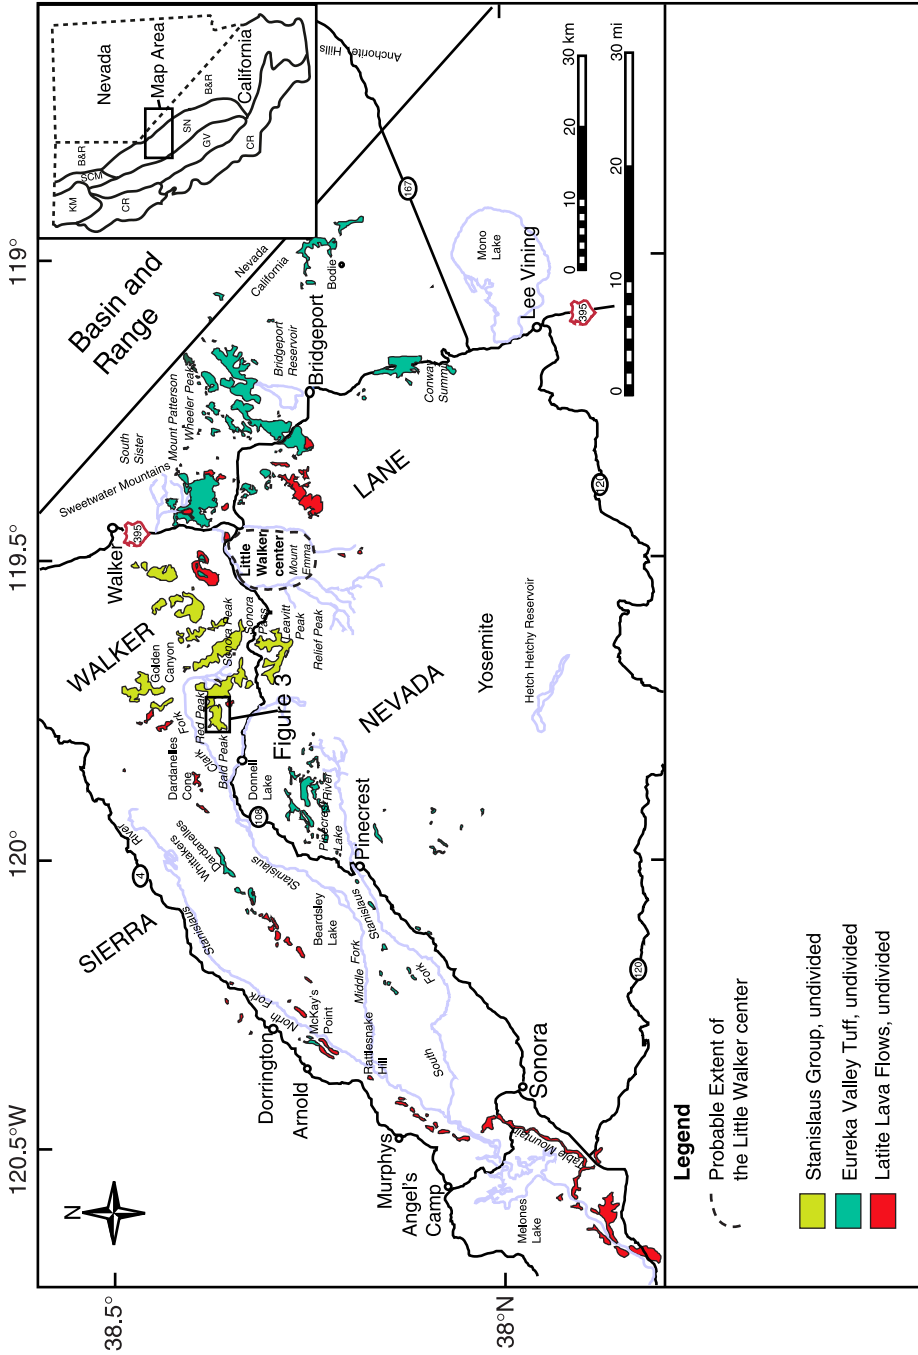 120.5°W
120°
119.5°
119°
38.5°
38°N
N
SIERRA
NEVADA
WALKER
LANE
Basin and
Range
Nevada
California
Anchorite Hills
Nevada
Map Area
California
B&R
B&R
SCM
KM
CR
SN
GV
CR
Walker
395
Sweetwater Mountains
South
Sister
Mount Patterson
Wheeler Peak
Bridgeport
Reservoir
Bridgeport
Bodie
167
Mono
Lake
Lee Vining
395
Conway
Summit
Little
Walker
center
Mount
Emma
Golden
Canyon
Sonora Peak
Sonora
Pass
Leavitt
Peak
Relief Peak
Red Peak
Bald Peak
Figure 3
Clark
Fork
Dardanelles
Cone
Donnell
Lake
108
Dardanelles
Whittakers
River
4
Stanislaus
North
Fork
Stanislaus
Beardsley
Lake
Middle Fork
Stanislaus
River
Pinecrest
Lake
Pinecrest
South
Fork
McKay's
Point
Rattlesnake
Hill
Dorrington
Arnold
Murphys
Angel's
Camp
Melones
Lake
Table Mountain
Sonora
120
120
Yosemite
Hetch Hetchy Reservoir
0
10
20
30 km
0
10
20
30 mi
Legend
Probable Extent of
the Little Walker center
Stanislaus Group, undivided
Eureka Valley Tuff, undivided
Latite Lava Flows, undivided